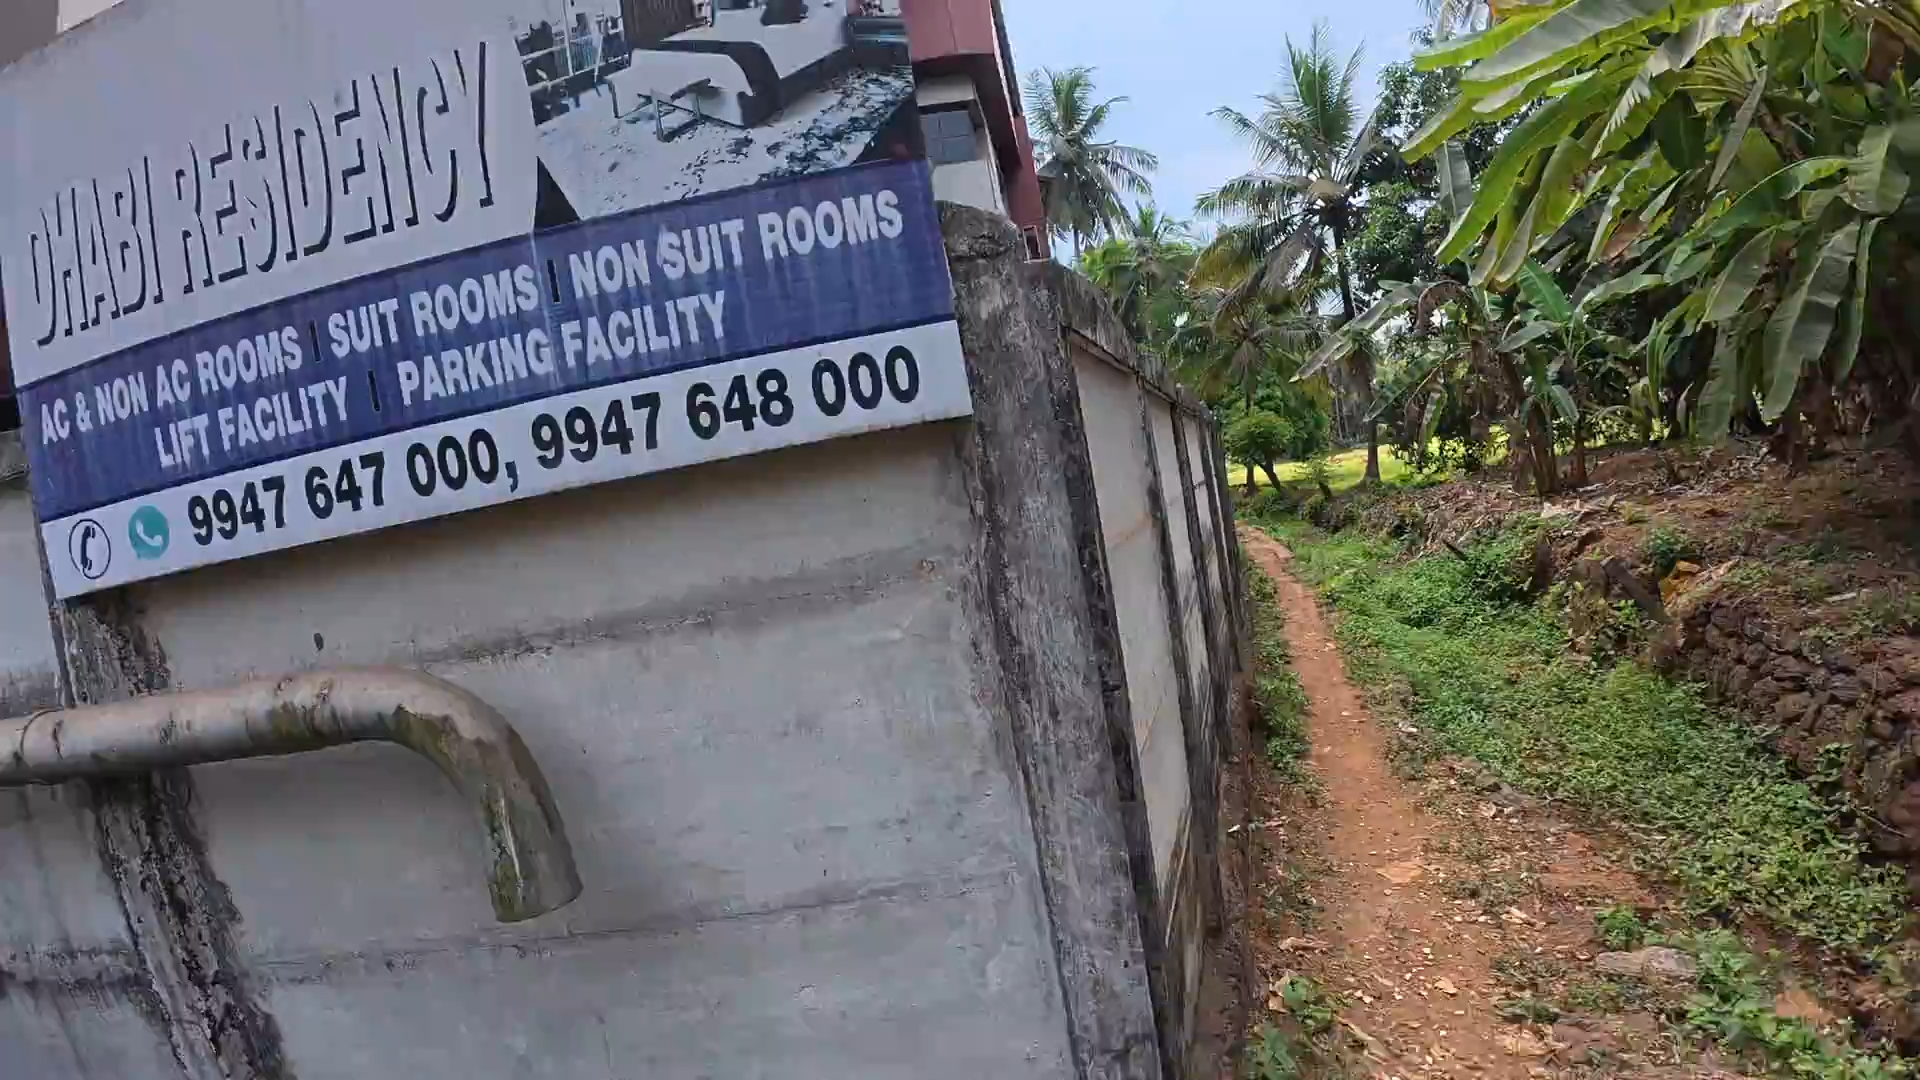 DHABI RESIDENCY
AC & NON AC ROOMS | SUIT ROOMS | NON SUIT ROOMS
LIFT FACILITY | PARKING FACILITY
9947 647 000, 9947 648 000